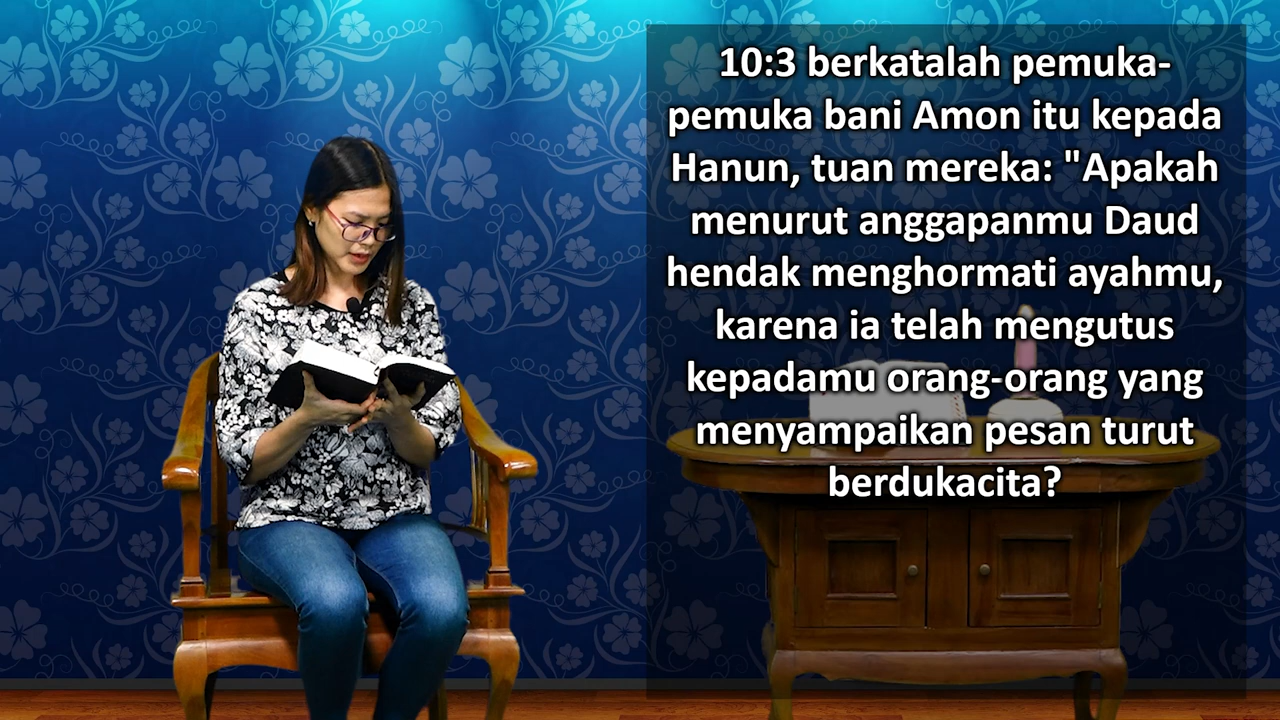 10:3 berkatalah pemuka-
pemuka bani Amon itu kepada
Hanun, tuan mereka: "Apakah
menurut anggapanmu Daud
hendak menghormati ayahmu,
karena ia telah mengutus
kepadamu orang-orang yang
menyampaikan pesan turut
berdukacita?